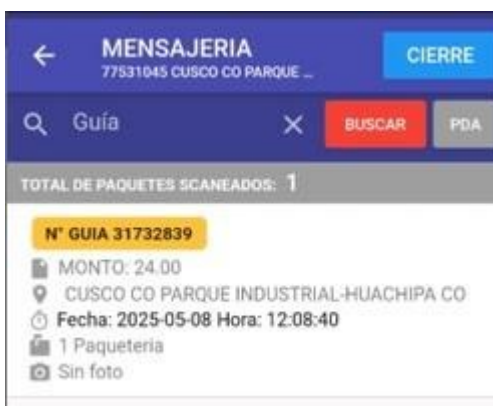 MENSAJERIA
77531045 CUSCO CO PARQUE ...
CIERRE
Guía
BUSCAR
PDA
TOTAL DE PAQUETES SCANEADOS: 1
N° GUIA 31732839
MONTO: 24.00
CUSCO CO PARQUE INDUSTRIAL-HUACHIPA CO
Fecha: 2025-05-08 Hora: 12:08:40
1 Paqueteria
Sin foto